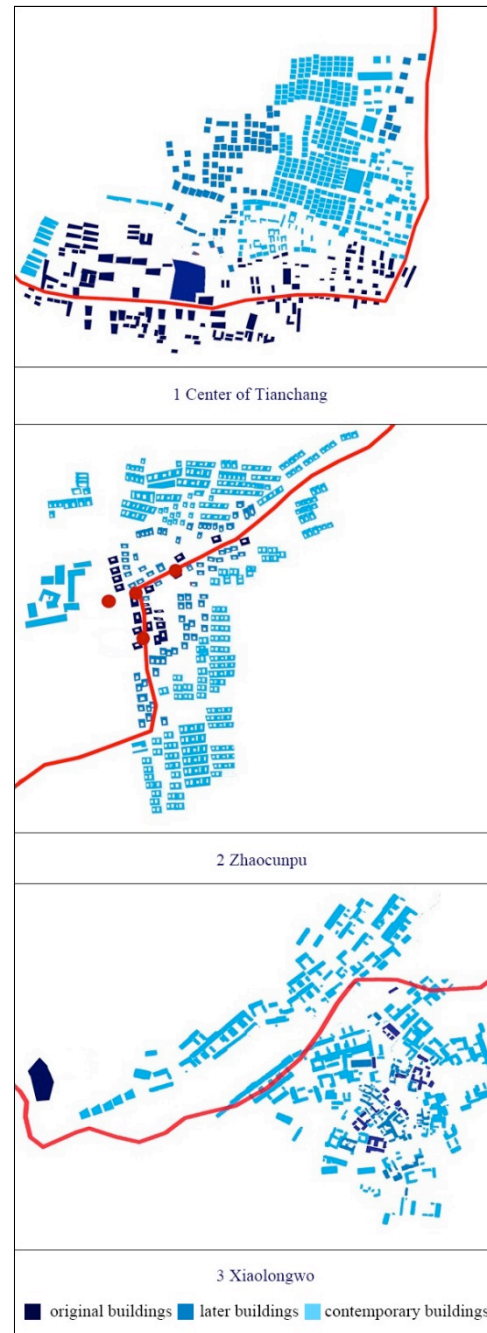 1 Center of Tianchang
2 Zhaocunpu
3 Xiaolongwo
original buildings later buildings contemporary buildings